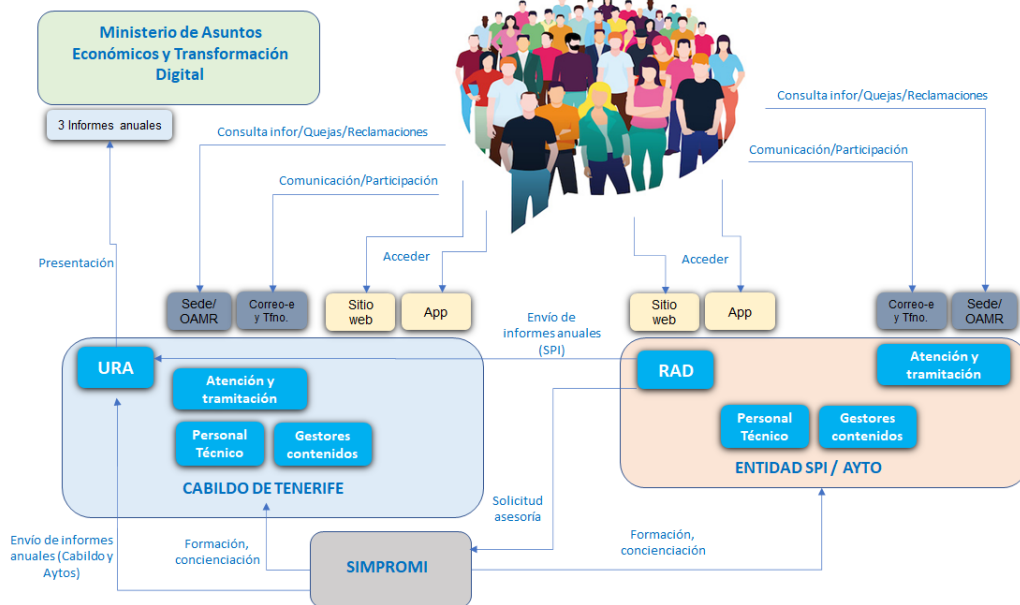 Ministerio de Asuntos
Económicos y Transformación
Digital
3 Informes anuales
Consulta infor/Quejas/Reclamaciones
Comunicación/Participación
Consulta infor/Quejas/Reclamaciones
Comunicación/Participación
Presentación
Acceder
Acceder
Sede/
OAMR
Correo-e
y Tfno.
Sitio
web
App
Sitio
web
App
Correo-e
y Tfno.
Sede/
OAMR
Envío de
informes anuales
(SPI)
URA
Atención y
tramitación
Personal
Técnico
Gestores
contenidos
CABILDO DE TENERIFE
RAD
Atención y
tramitación
Personal
Técnico
Gestores
contenidos
ENTIDAD SPI / AYTO
Solicitud
asesoría
Envío de informes
anuales (Cabildo y
Aytos)
Formación,
concienciación
SIMPROMI
Formación,
concienciación